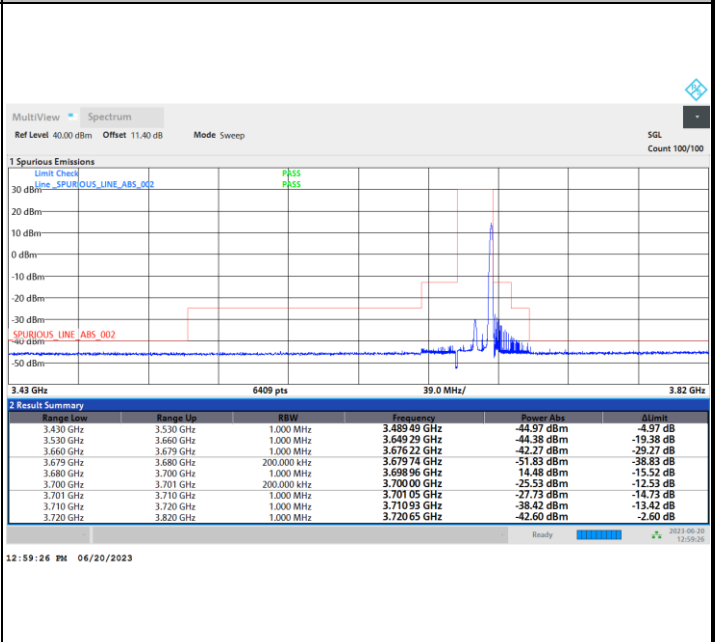 MultiView Spectrum
Ref Level 40.00 dBm Offset 11.40 dB Mode Sweep SGL
Count 100/100
1 Spurious Emissions
Limit Check PASS
Line _SPURIOUS_LINE_ABS_002 PASS
30 dBm
20 dBm
10 dBm
0 dBm
-10 dBm
-20 dBm
-30 dBm
SPURIOUS_LINE_ABS_002
-40 dBm
-50 dBm
3.43 GHz 6409 pts 39.0 MHz/ 3.82 GHz
2 Result Summary
Range Low Range Up RBW Frequency Power Abs ΔLimit
3.430 GHz 3.530 GHz 1.000 MHz 3.489 49 GHz -44.97 dBm -4.97 dB
3.530 GHz 3.660 GHz 1.000 MHz 3.649 29 GHz -44.38 dBm -19.38 dB
3.660 GHz 3.679 GHz 1.000 MHz 3.676 22 GHz -42.27 dBm -29.27 dB
3.679 GHz 3.680 GHz 200.000 kHz 3.679 74 GHz -51.83 dBm -38.83 dB
3.680 GHz 3.700 GHz 1.000 MHz 3.698 96 GHz 14.48 dBm -15.52 dB
3.700 GHz 3.701 GHz 200.000 kHz 3.700 00 GHz -25.53 dBm -12.53 dB
3.701 GHz 3.710 GHz 1.000 MHz 3.701 05 GHz -27.73 dBm -14.73 dB
3.710 GHz 3.720 GHz 1.000 MHz 3.710 93 GHz -38.42 dBm -13.42 dB
3.720 GHz 3.820 GHz 1.000 MHz 3.720 65 GHz -42.60 dBm -2.60 dB
Ready 2023-06-20
12:59:26
12:59:26 PM 06/20/2023